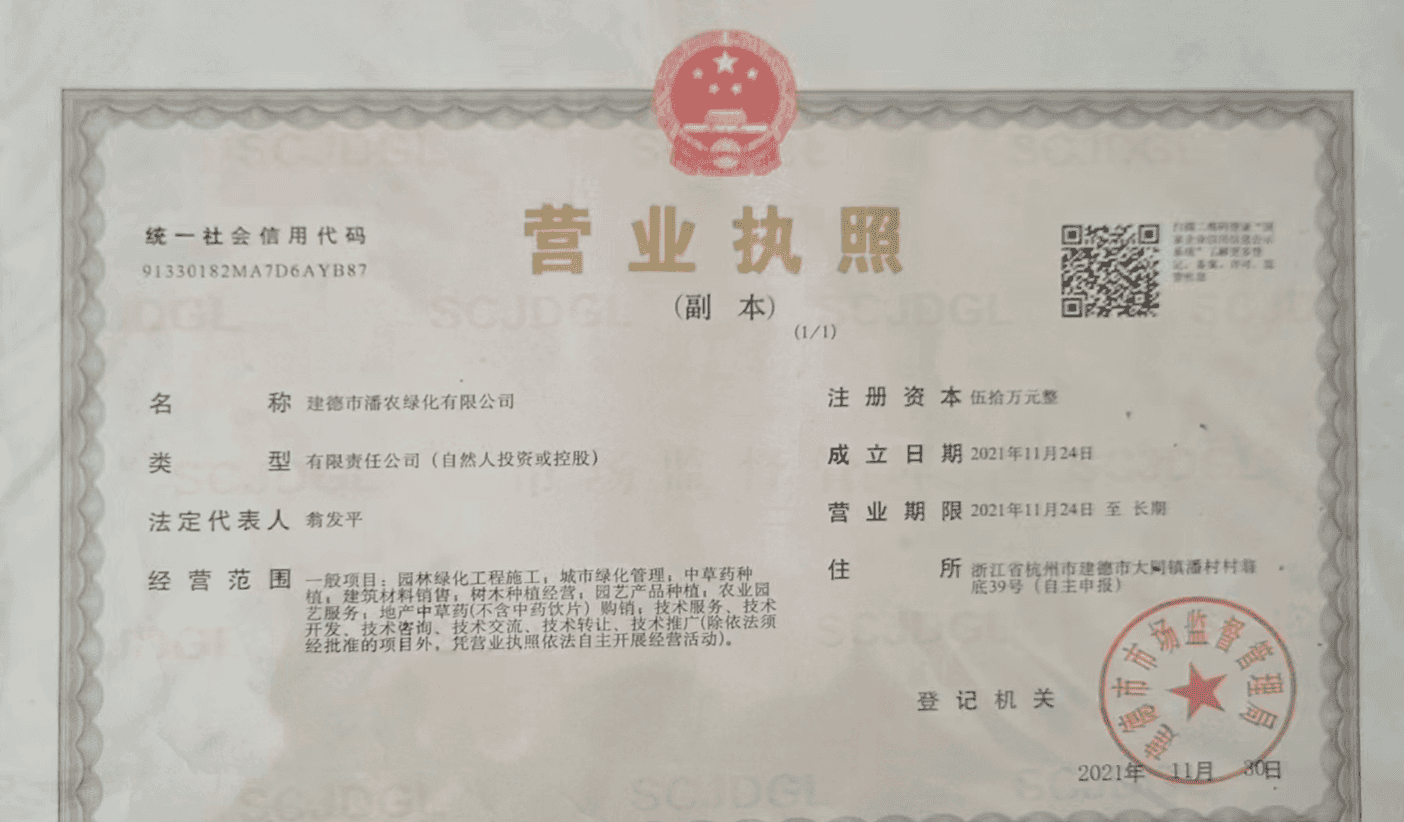 统一社会信用代码
91330182MA7D6AYB87
营业执照
(副 本)
(1/1)
扫描二维码登录“国
家企业信用信息公示
系统”了解更多登
记、备案、许可、监
管信息
名 称 建德市潘农绿化有限公司
类 型 有限责任公司（自然人投资或控股）
法定代表人 翁发平
经营范围 一般项目：园林绿化工程施工；城市绿化管理；中草药种
植；建筑材料销售；树木种植经营；园艺产品种植；农业园
艺服务；地产中草药(不含中药饮片）购销；技术服务、技术
开发、技术咨询、技术交流、技术转让、技术推广(除依法须
经批准的项目外，凭营业执照依法自主开展经营活动)。
注册资本 伍拾万元整
成立日期 2021年11月24日
营业期限 2021年11月24日 至 长期
住 所 浙江省杭州市建德市大同镇潘村村翁
底39号（自主申报）
登记机关
建德市市场监督管理局
2021年 11月 30日
SCJDGL